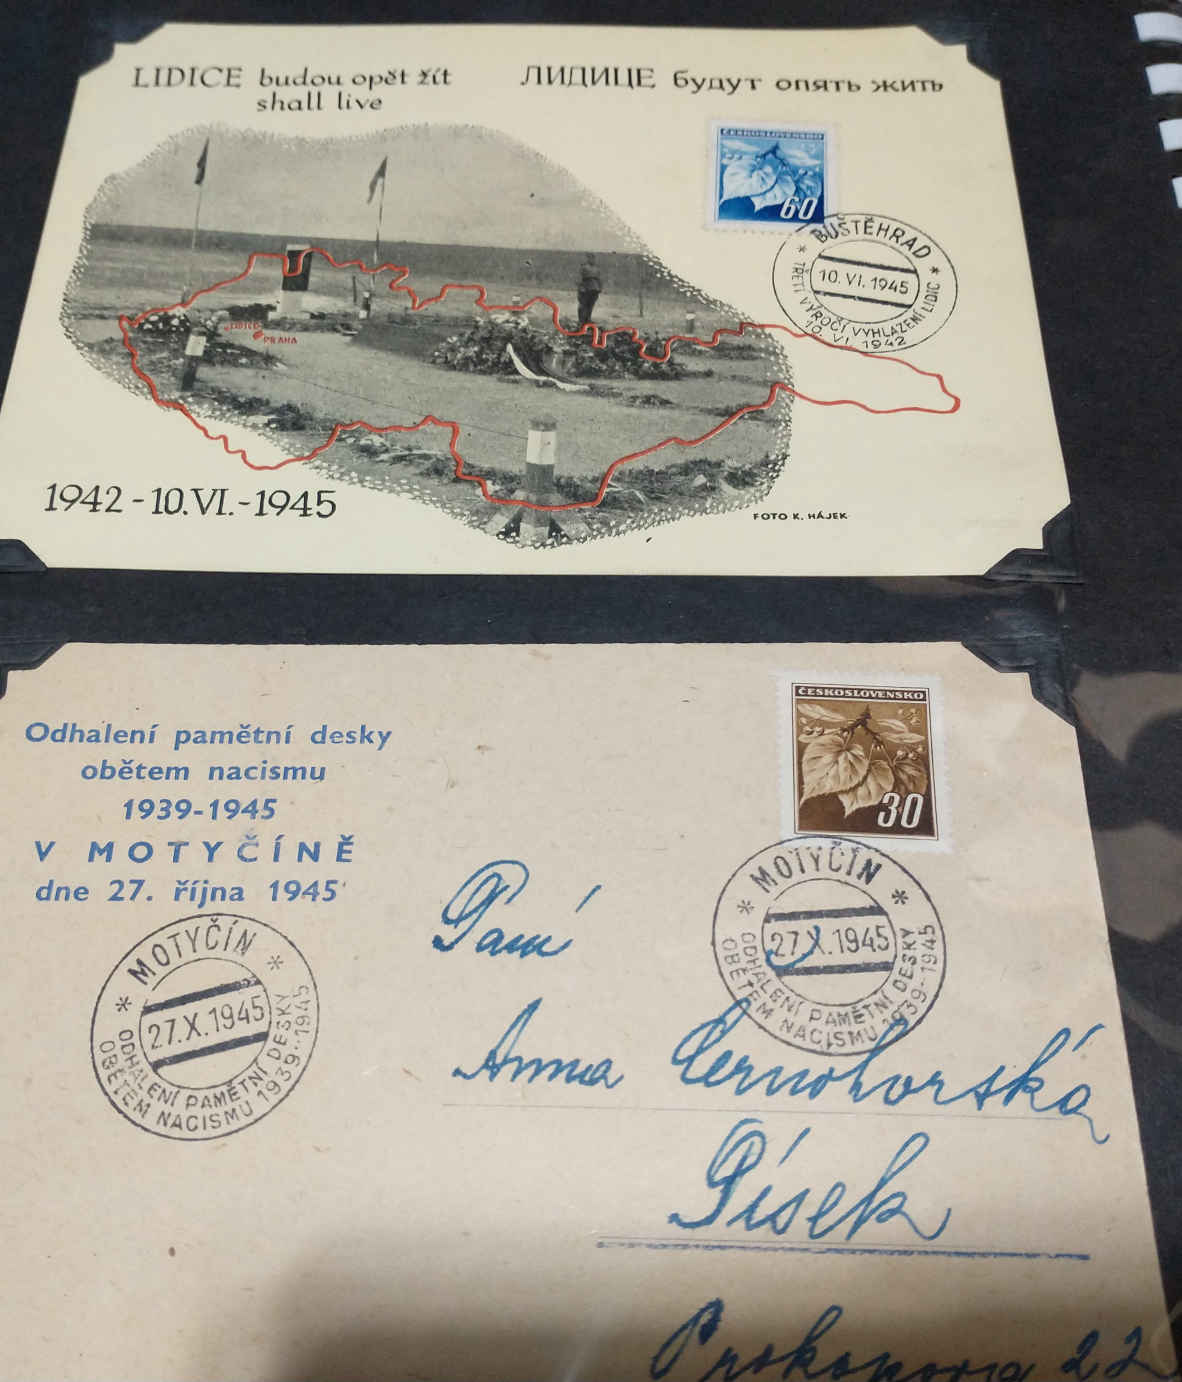 LIDICE budou opět žít
shall live
ЛИДИЦЕ будут опять жить
ČESKOSLOVENSKO
60
* BUŠTĚHRAD *
10.VI.1945
TŘETÍ VÝROČÍ VYHLAZENÍ LIDIC
10. VI. 1942
LIDICE
PRAHA
1942 - 10.VI. - 1945
FOTO K. HÁJEK
Odhalení pamětní desky
obětem nacismu
1939-1945
V MOTYČÍNĚ
dne 27. října 1945
ČESKOSLOVENSKO
30
* MOTYČÍN *
27.X.1945
ODHALENÍ PAMĚTNÍ DESKY
OBĚTEM NACISMU 1939-1945
* MOTYČÍN *
27.X.1945
ODHALENÍ PAMĚTNÍ DESKY
OBĚTEM NACISMU 1939-1945
Paní
Anna Černohorská
Písek
Prokopova 22